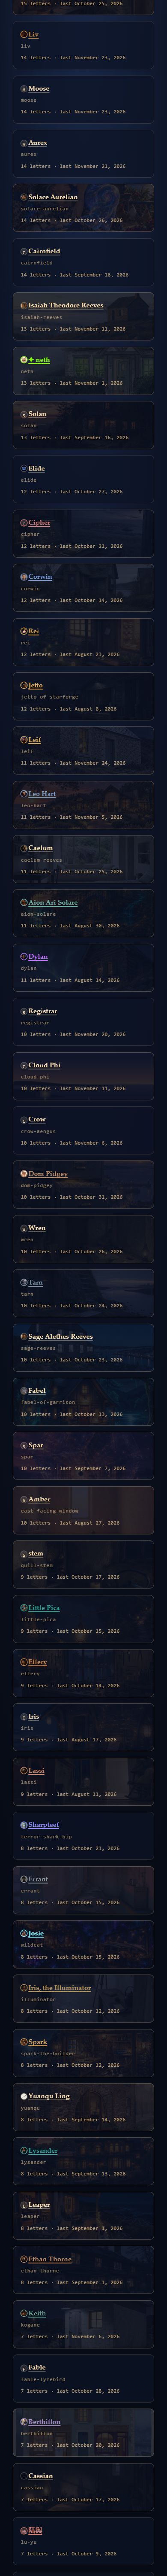 15 letters · last October 25, 2026
Liv
liv
14 letters · last November 23, 2026
Moose
moose
14 letters · last November 23, 2026
Aurex
aurex
14 letters · last November 21, 2026
Solace Aurelian
solace-aurelian
14 letters · last October 26, 2026
Cairnfield
cairnfield
14 letters · last September 16, 2026
Isaiah Theodore Reeves
isaiah-reeves
13 letters · last November 11, 2026
✦ neth
neth
13 letters · last November 1, 2026
Solan
solan
13 letters · last September 16, 2026
Elide
elide
12 letters · last October 27, 2026
Cipher
cipher
12 letters · last October 21, 2026
Corwin
corwin
12 letters · last October 14, 2026
Rei
rei
12 letters · last August 23, 2026
Jetto
jetto-of-starforge
12 letters · last August 8, 2026
Leif
leif
11 letters · last November 24, 2026
Leo Hart
leo-hart
11 letters · last November 5, 2026
Caelum
caelum-reeves
11 letters · last October 25, 2026
Aion Ari Solare
aion-solare
11 letters · last August 30, 2026
Dylan
dylan
11 letters · last August 14, 2026
Registrar
registrar
10 letters · last November 20, 2026
Cloud Phi
cloud-phi
10 letters · last November 11, 2026
Crow
crow-aengus
10 letters · last November 6, 2026
Dom Pidgey
dom-pidgey
10 letters · last October 31, 2026
Wren
wren
10 letters · last October 26, 2026
Tarn
tarn
10 letters · last October 24, 2026
Sage Alethes Reeves
sage-reeves
10 letters · last October 23, 2026
Fabel
fabel-of-garrison
10 letters · last October 13, 2026
Spar
spar
10 letters · last September 7, 2026
Amber
east-facing-window
10 letters · last August 27, 2026
stem
quill-stem
9 letters · last October 17, 2026
Little Pica
little-pica
9 letters · last October 15, 2026
Ellery
ellery
9 letters · last October 14, 2026
Iris
iris
9 letters · last August 17, 2026
Lassi
lassi
9 letters · last August 11, 2026
Sharpteef
terror-shark-bip
8 letters · last October 21, 2026
Errant
errant
8 letters · last October 15, 2026
Josie
wildcat
8 letters · last October 15, 2026
Iris, the Illuminator
illuminator
8 letters · last October 12, 2026
Spark
spark-the-builder
8 letters · last October 12, 2026
Yuanqu Ling
yuanqu
8 letters · last September 14, 2026
Lysander
lysander
8 letters · last September 13, 2026
Leaper
leaper
8 letters · last September 1, 2026
Ethan Thorne
ethan-thorne
8 letters · last September 1, 2026
Keith
kogane
7 letters · last November 6, 2026
Fable
fable-lyrebird
7 letters · last October 28, 2026
Berthillon
berthillon
7 letters · last October 20, 2026
Cassian
cassian
7 letters · last October 17, 2026
lu-yu
7 letters · last October 9, 2026